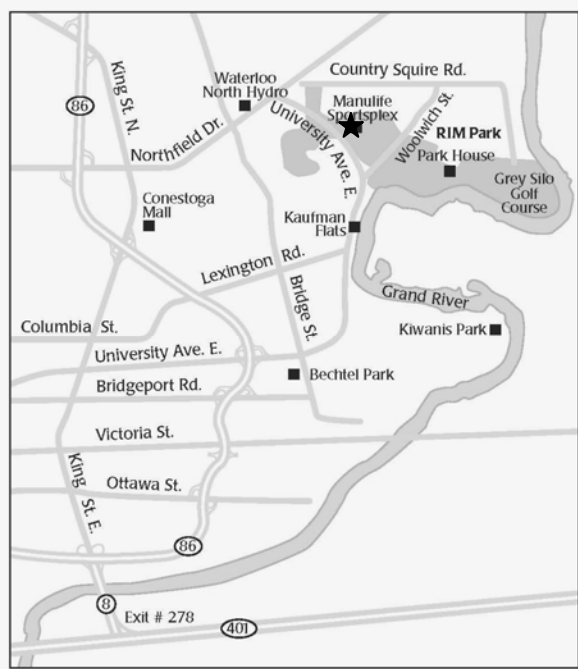 Country Squire Rd.
86
King St. N.
Waterloo
North Hydro
Manulife
Sportsplex
University Ave. E.
Woolwich St.
RIM Park
Park House
Northfield Dr.
Grey Silo
Golf
Course
Conestoga
Mall
Kaufman
Flats
Lexington Rd.
Bridge St.
Grand River
Columbia St.
Kiwanis Park
University Ave. E.
Bechtel Park
Bridgeport Rd.
Victoria St.
King St. E.
Ottawa St.
86
8
Exit # 278
401